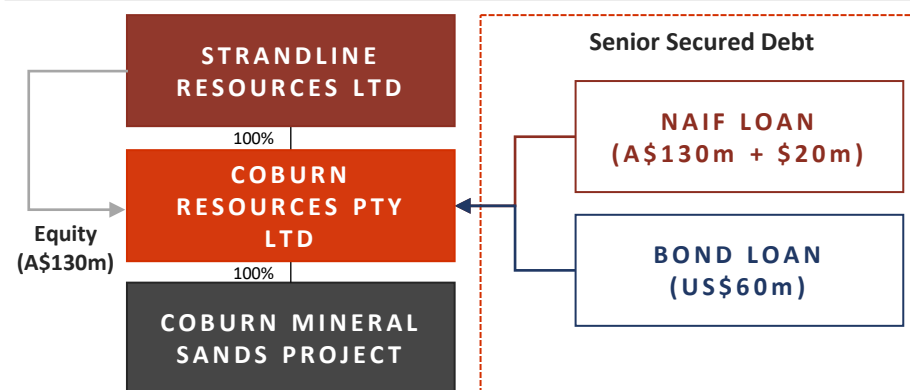 STRANDLINE
RESOURCES LTD
100%
COBURN
RESOURCES PTY
LTD
100%
COBURN MINERAL
SANDS PROJECT
Equity
(A$130m)
Senior Secured Debt
NAIF LOAN
(A$130m + $20m)
BOND LOAN
(US$60m)